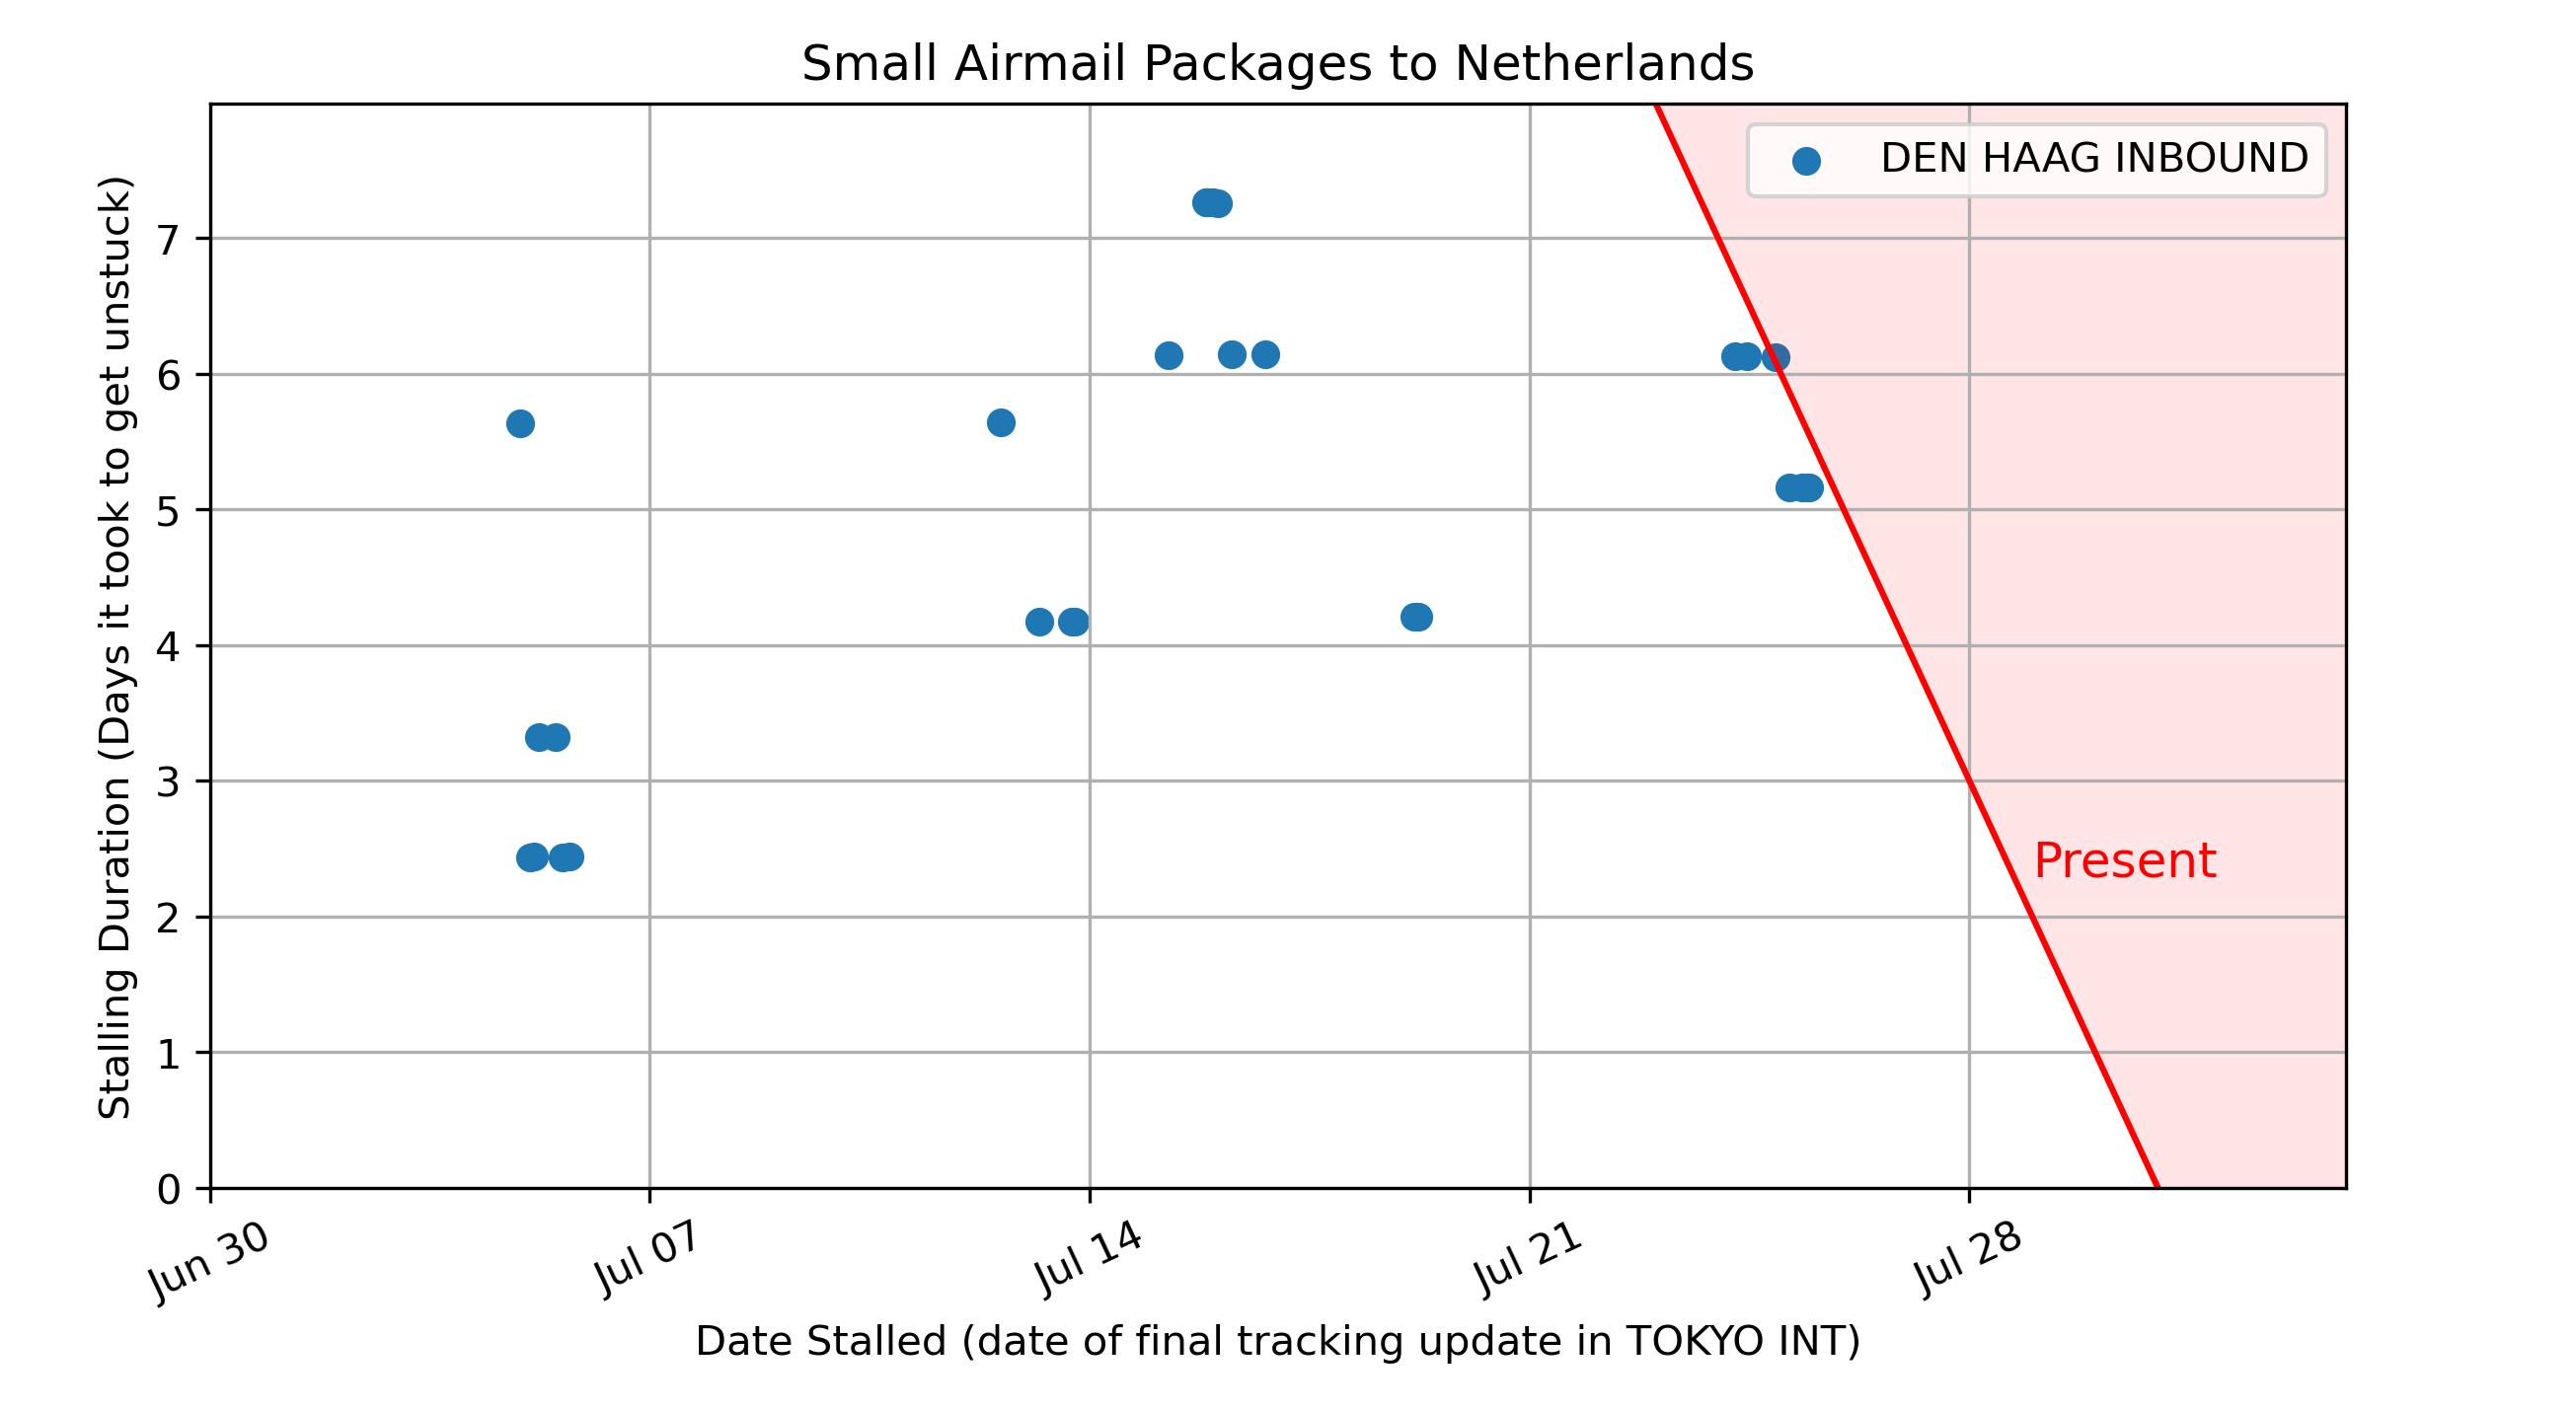 Small Airmail Packages to Netherlands
DEN HAAG INBOUND
Stalling Duration (Days it took to get unstuck)
7
6
5
4
3
2
1
0
Present
Jun 30
Jul 07
Jul 14
Jul 21
Jul 28
Date Stalled (date of final tracking update in TOKYO INT)